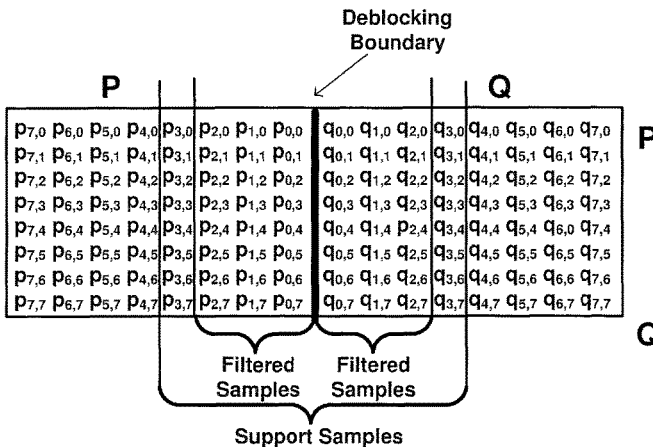 Deblocking
Boundary
P Q
p7,0 p6,0 p5,0 p4,0 p3,0 p2,0 p1,0 p0,0 q0,0 q1,0 q2,0 q3,0 q4,0 q5,0 q6,0 q7,0
P
p7,1 p6,1 p5,1 p4,1 p3,1 p2,1 p1,1 p0,1 q0,1 q1,1 q2,1 q3,1 q4,1 q5,1 q6,1 q7,1
p7,2 p6,2 p5,2 p4,2 p3,2 p2,2 p1,2 p0,2 q0,2 q1,2 q2,2 q3,2 q4,2 q5,2 q6,2 q7,2
p7,3 p6,3 p5,3 p4,3 p3,3 p2,3 p1,3 p0,3 q0,3 q1,3 q2,3 q3,3 q4,3 q5,3 q6,3 q7,3
p7,4 p6,4 p5,4 p4,4 p3,4 p2,4 p1,4 p0,4 q0,4 q1,4 p2,4 q3,4 q4,4 q5,4 q6,0 q7,4
p7,5 p6,5 p5,5 p4,5 p3,5 p2,5 p1,5 p0,5 q0,5 q1,5 q2,5 q3,5 q4,5 q5,5 q6,5 q7,5
p7,6 p6,6 p5,6 p4,6 p3,6 p2,6 p1,6 p0,6 q0,6 q1,6 q2,6 q3,6 q4,6 q5,6 q6,6 q7,6
p7,7 p6,7 p5,7 p4,7 p3,7 p2,7 p1,7 p0,7 q0,7 q1,7 q2,7 q3,7 q4,7 q5,7 q6,7 q7,7
Q
Filtered Filtered
Samples Samples
Support Samples